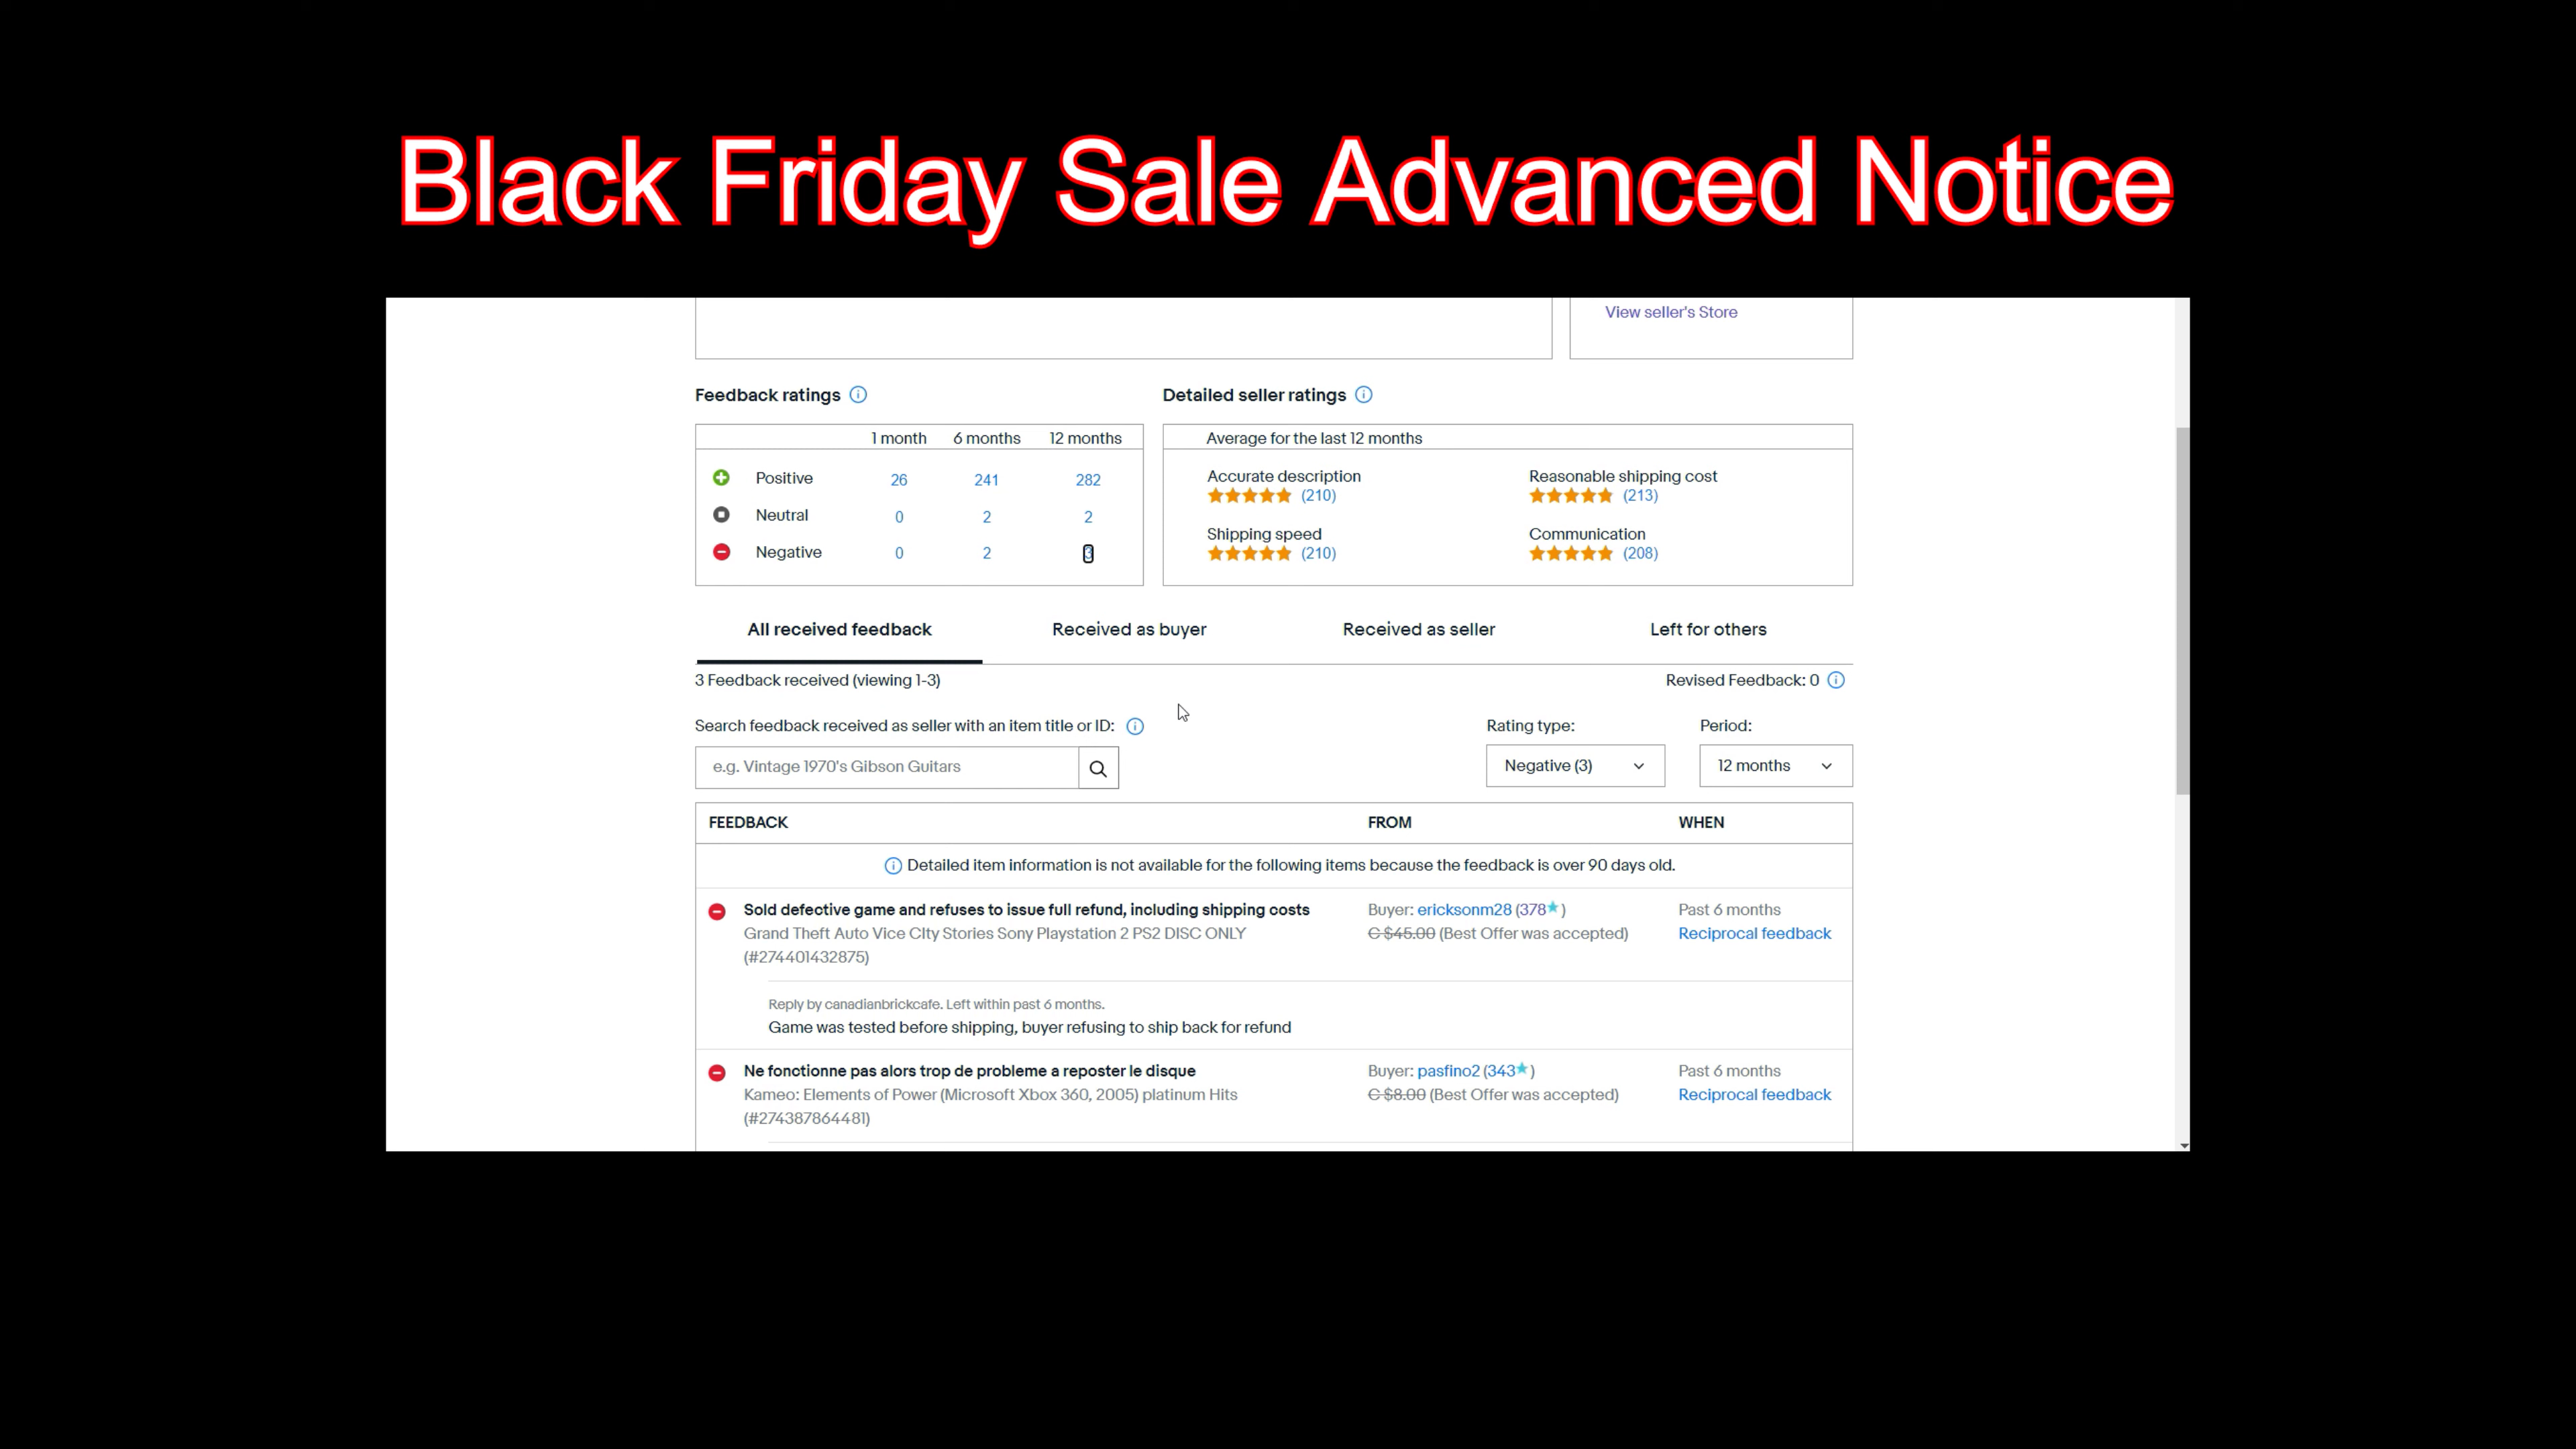 Black Friday Sale Advanced Notice
View seller's Store
Feedback ratings
Detailed seller ratings
1 month 6 months 12 months
Positive 26 241 282
Neutral 0 2 2
Negative 0 2 3
Average for the last 12 months
Accurate description
(210)
Reasonable shipping cost
(213)
Shipping speed
(210)
Communication
(208)
All received feedback Received as buyer Received as seller Left for others
3 Feedback received (viewing 1-3)
Revised Feedback: 0
Search feedback received as seller with an item title or ID:
Rating type:
Period:
e.g. Vintage 1970's Gibson Guitars
Negative (3)
12 months
FEEDBACK FROM WHEN
Detailed item information is not available for the following items because the feedback is over 90 days old.
Sold defective game and refuses to issue full refund, including shipping costs
Buyer: ericksonm28 (378)
Past 6 months
Grand Theft Auto Vice CIty Stories Sony Playstation 2 PS2 DISC ONLY
(#274401432875)
C $45.00 (Best Offer was accepted)
Reciprocal feedback
Reply by canadianbrickcafe. Left within past 6 months.
Game was tested before shipping, buyer refusing to ship back for refund
Ne fonctionne pas alors trop de probleme a reposter le disque
Buyer: pasfino2 (343)
Past 6 months
Kameo: Elements of Power (Microsoft Xbox 360, 2005) platinum Hits
(#274387864481)
C $8.00 (Best Offer was accepted)
Reciprocal feedback